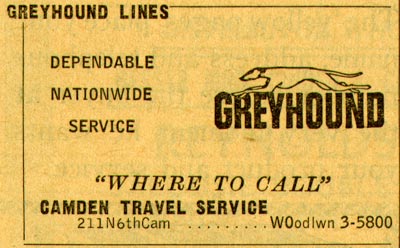 GREYHOUND LINES
DEPENDABLE
NATIONWIDE
SERVICE
GREYHOUND
"WHERE TO CALL"
CAMDEN TRAVEL SERVICE
211N6thCam .........WOodlwn 3-5800